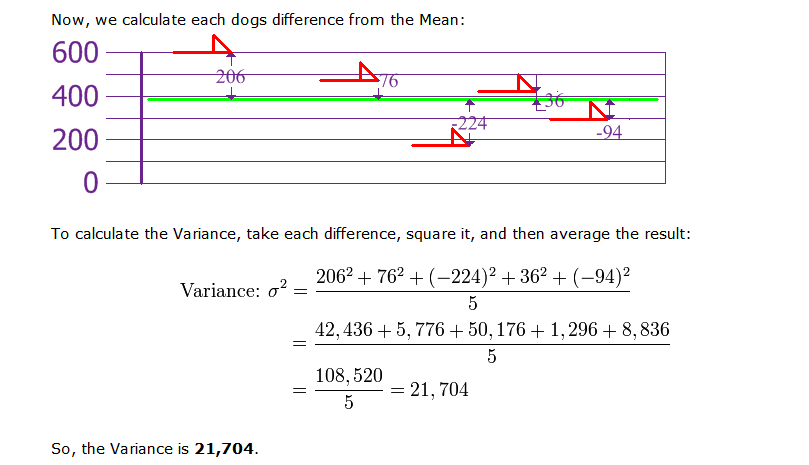 Now, we calculate each dogs difference from the Mean:
600
206
76
400
36
-224
-94
200
0
To calculate the Variance, take each difference, square it, and then average the result:
Variance: σ² = (206² + 76² + (−224)² + 36² + (−94)²) / 5
= (42,436 + 5,776 + 50,176 + 1,296 + 8,836) / 5
= 108,520 / 5 = 21,704
So, the Variance is 21,704.